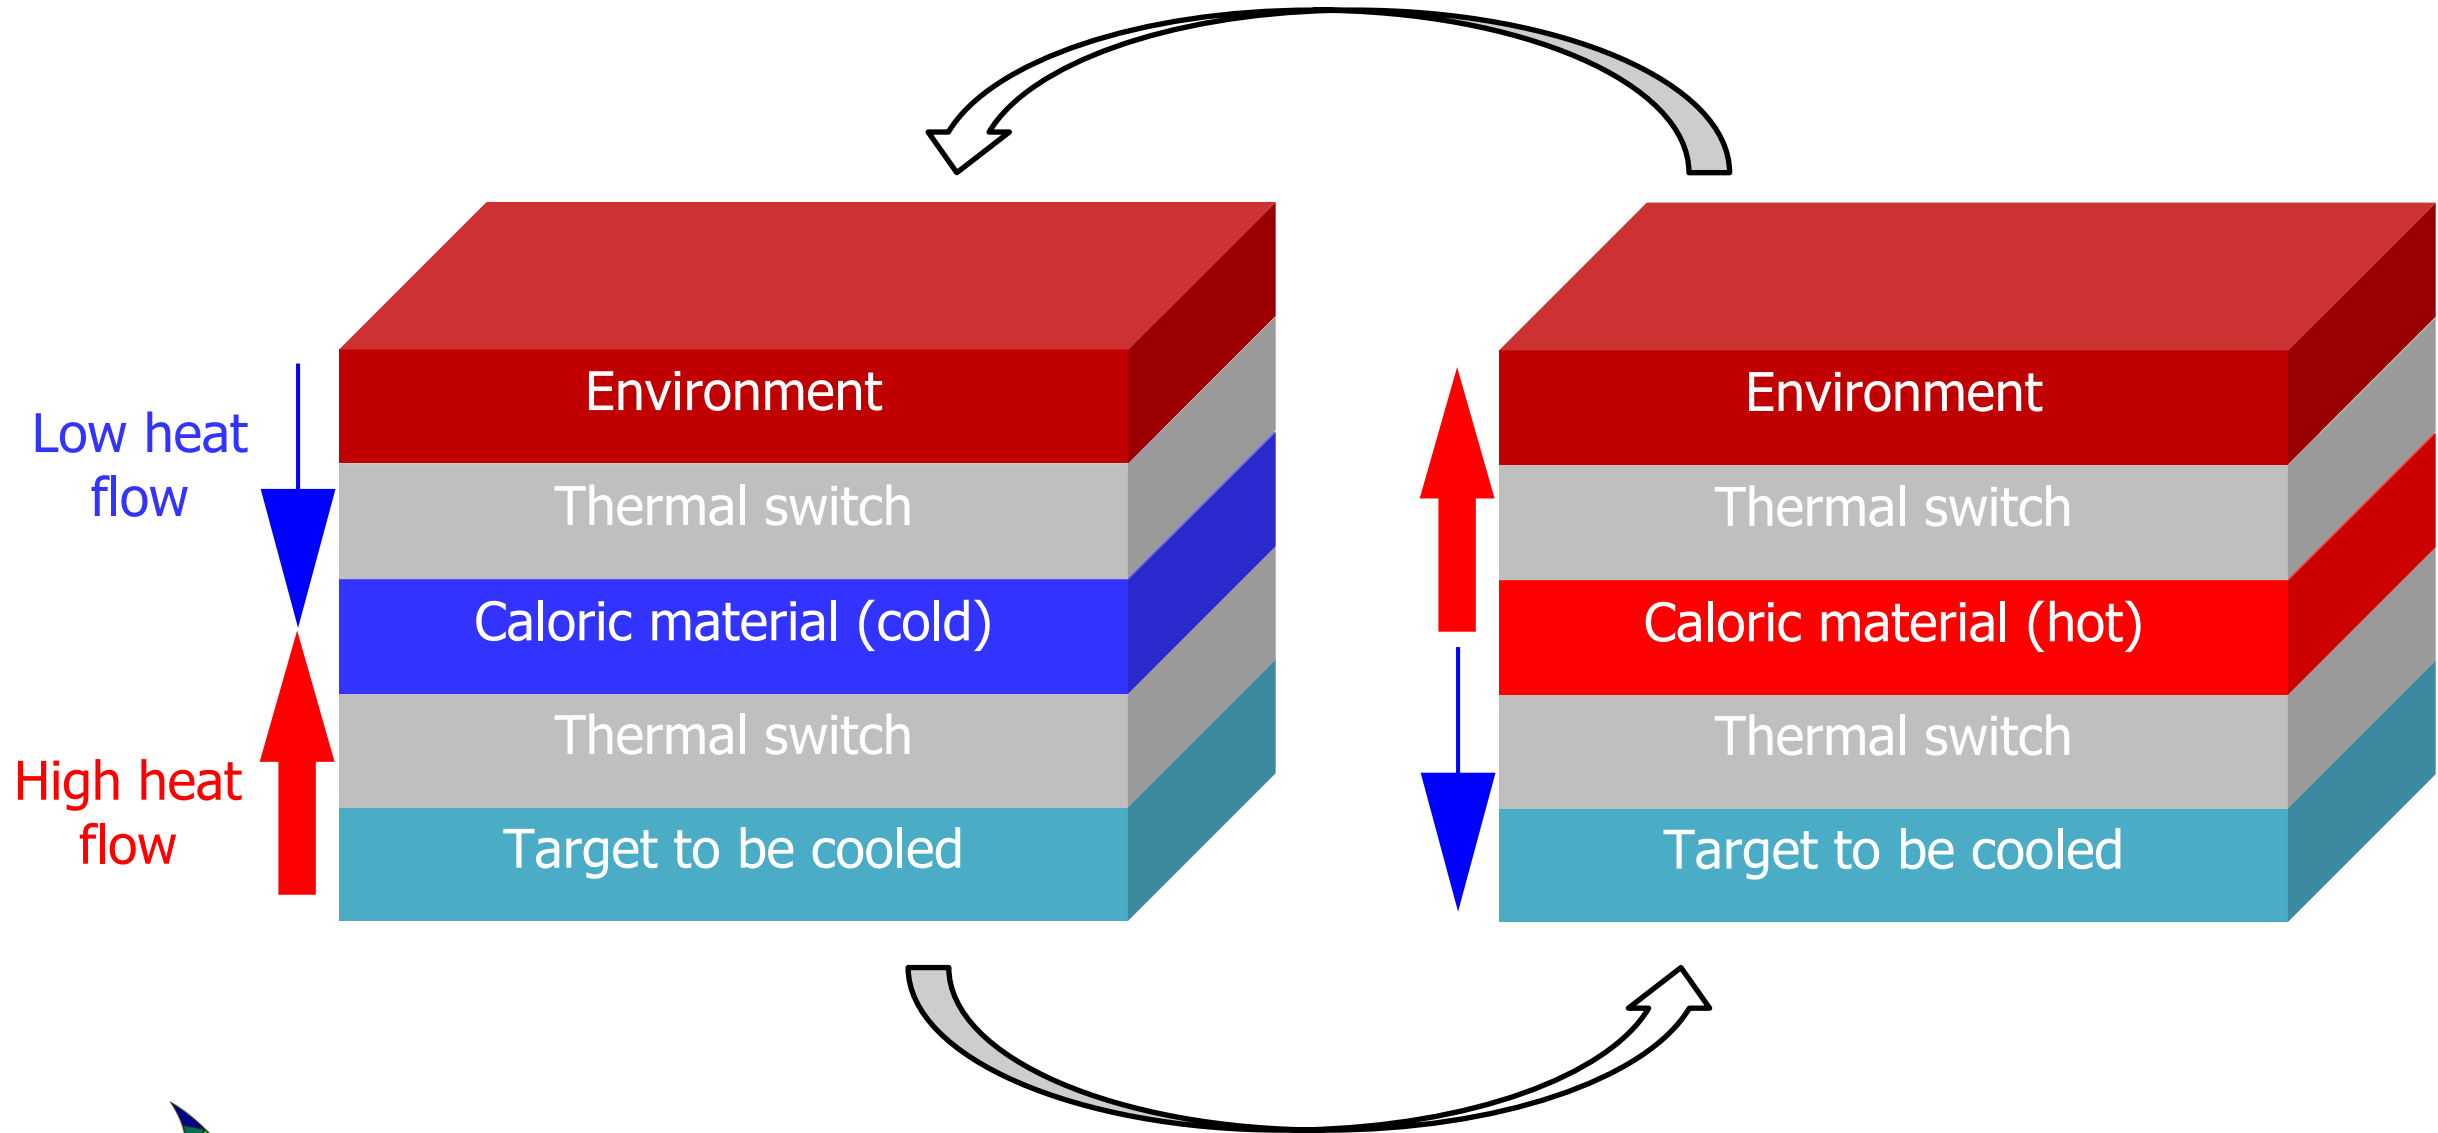 Low heat
flow
High heat
flow
Environment
Thermal switch
Caloric material (cold)
Thermal switch
Target to be cooled
Environment
Thermal switch
Caloric material (hot)
Thermal switch
Target to be cooled